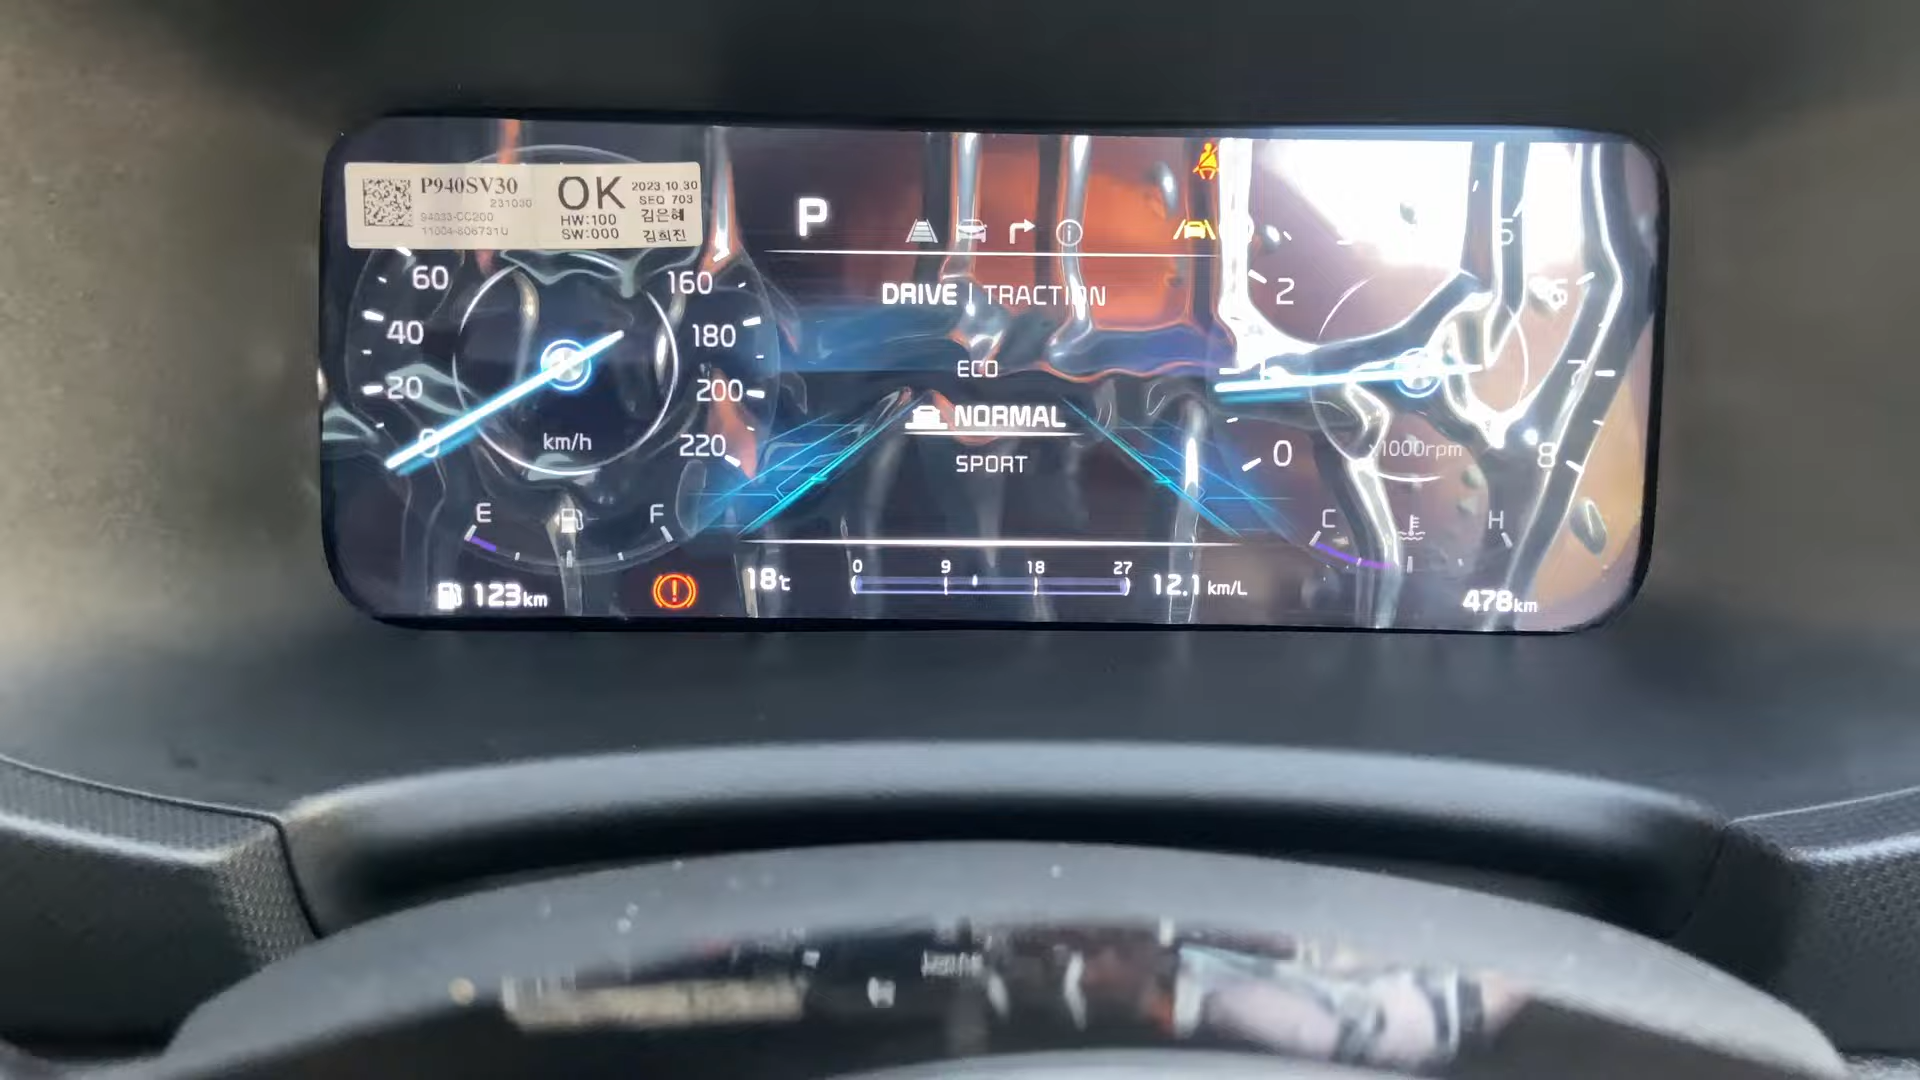 P940SV30
231030
94033-CC200
OK
HW:100
SW:000
2023.10.30
SEQ 703
김은혜
김희진
P
DRIVE | TRACTION
ECO
NORMAL
SPORT
60
40
20
0
160
180
200
220
km/h
E F
123km
18℃
0 9 18 27
12.1 km/L
2
1
0
5
6
7
8
x1000rpm
C H
478km